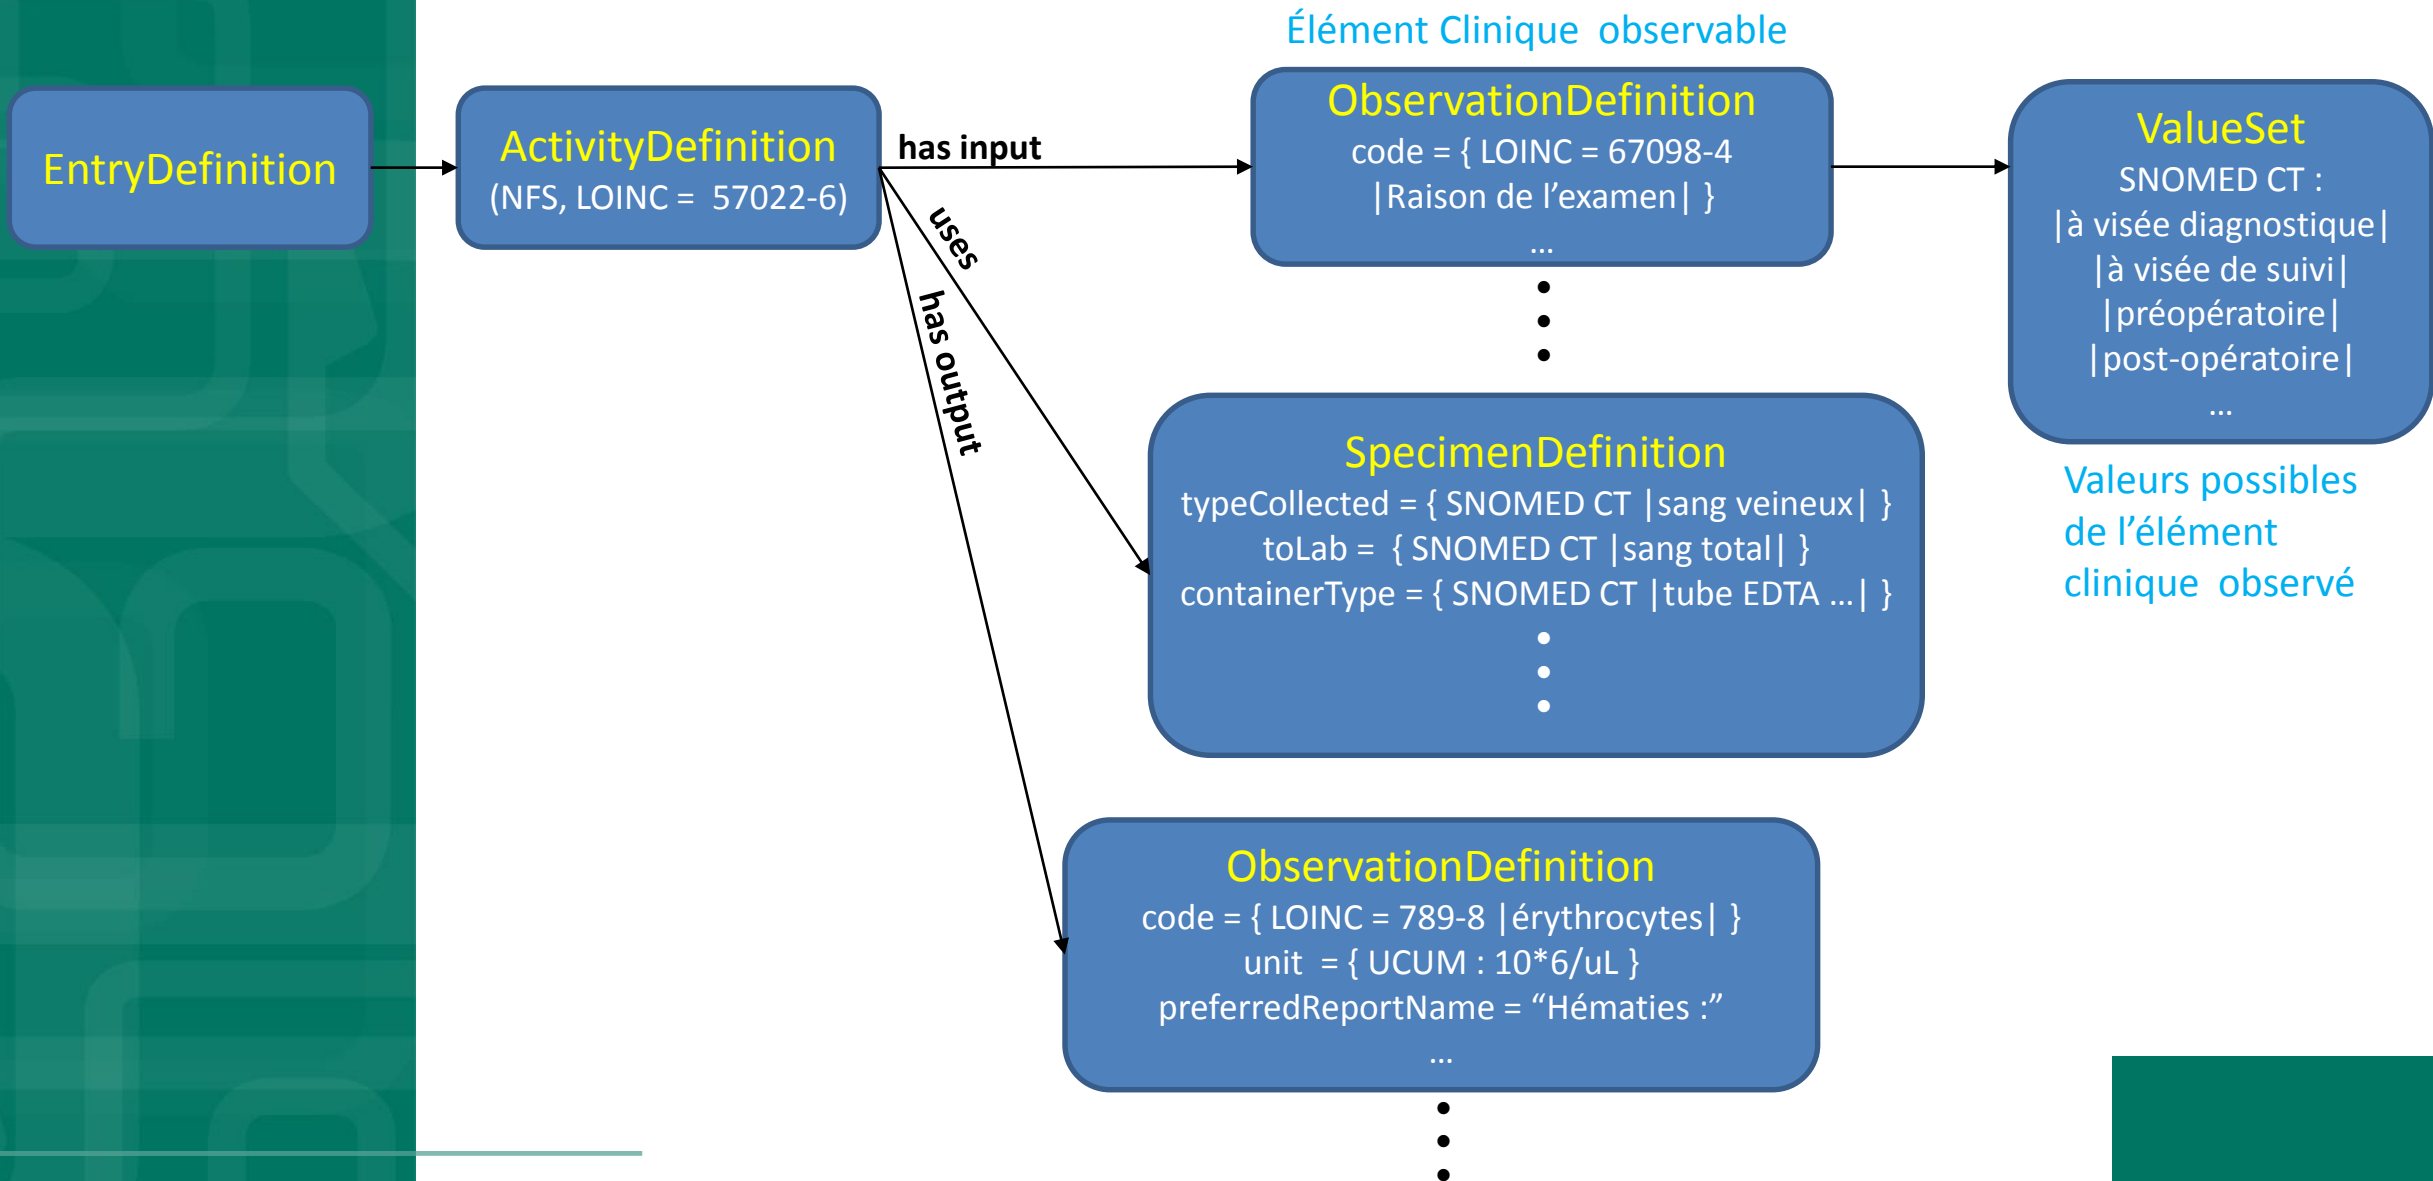 Élément Clinique  observable
EntryDefinition
ActivityDefinition
(NFS, LOINC =  57022-6)
has input
uses
has output
ObservationDefinition
code = { LOINC = 67098-4
|Raison de l’examen| }
...
ValueSet
SNOMED CT :
|à visée diagnostique|
|à visée de suivi|
|préopératoire|
|post-opératoire|
...
Valeurs possibles
de l’élément
clinique  observé
SpecimenDefinition
typeCollected = { SNOMED CT |sang veineux| }
toLab =  { SNOMED CT |sang total| }
containerType = { SNOMED CT |tube EDTA ...| }
ObservationDefinition
code = { LOINC = 789-8 |érythrocytes| }
unit  = { UCUM : 10*6/uL }
preferredReportName = “Hématies :”
...